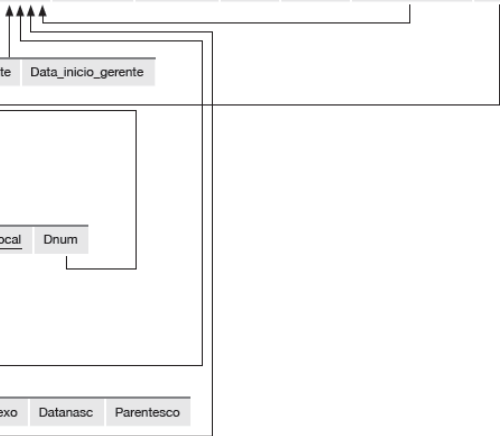 te Data_inicio_gerente
ocal Dnum
exo Datanasc Parentesco